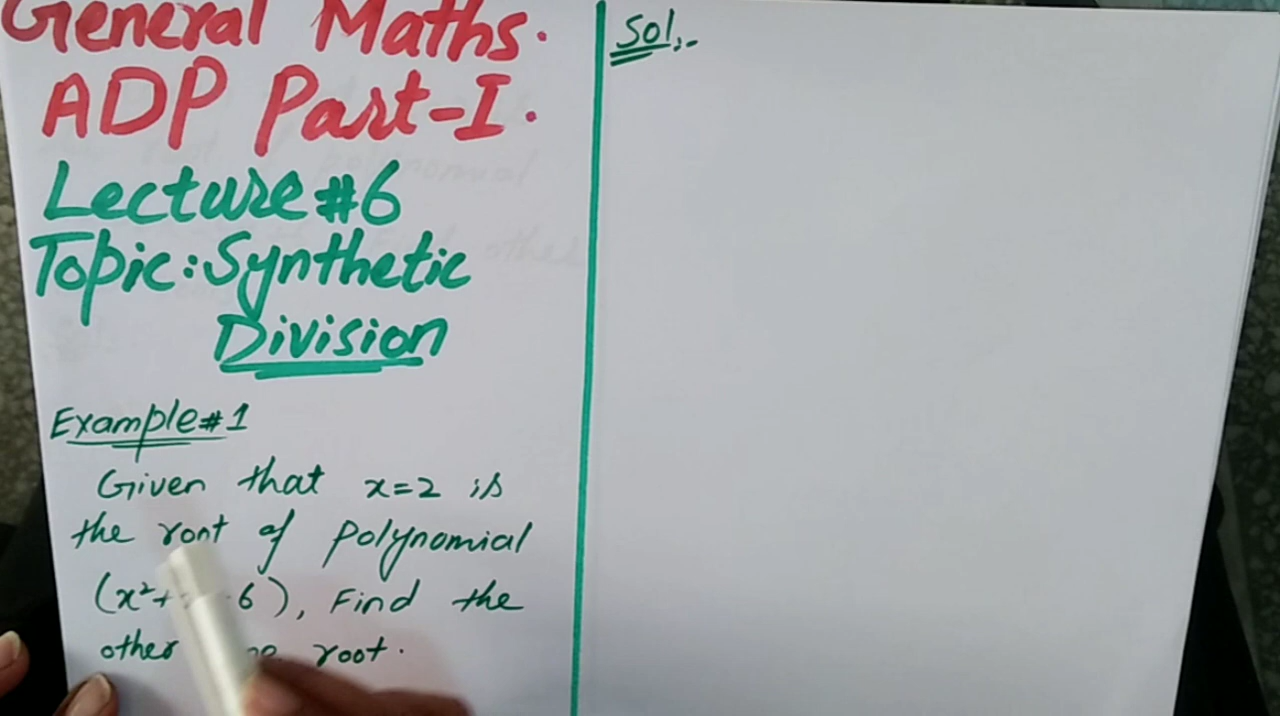 General Maths.
ADP Part-I.
Lecture #6
Topic: Synthetic
Division
Example #1
Given that x=2 is
the root of polynomial
(x²+ 6), Find the
other root.
Sol:-